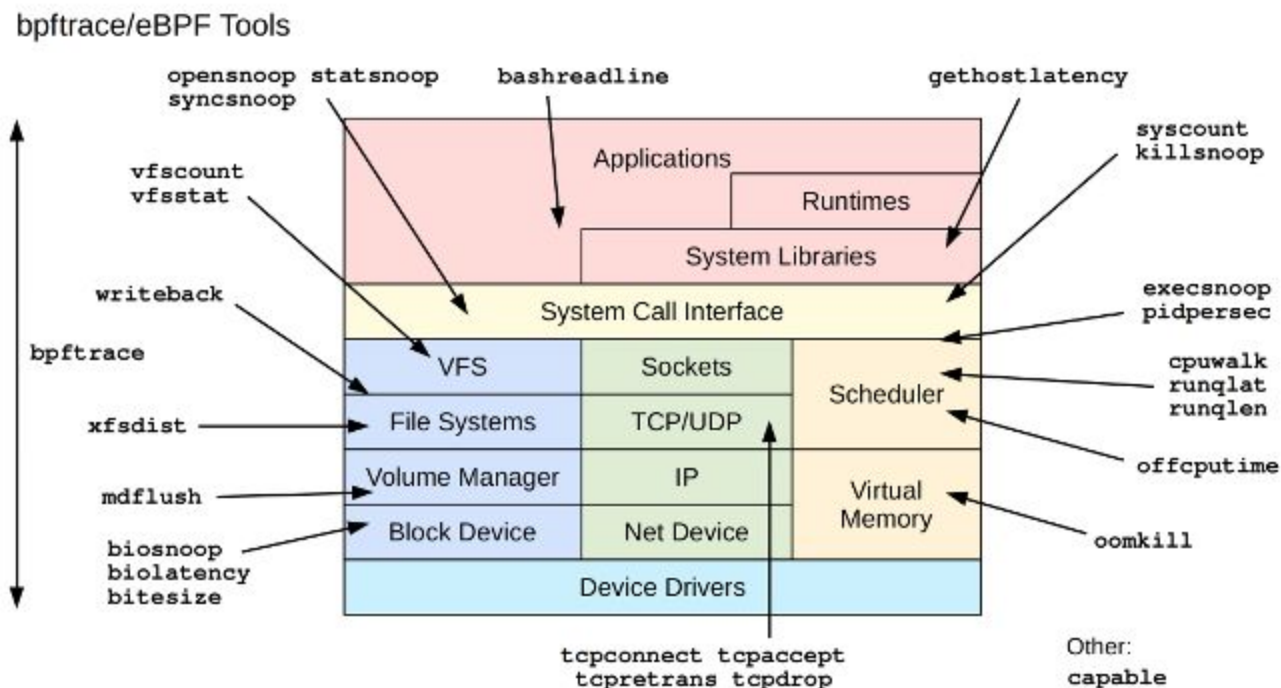 bpftrace/eBPF Tools
opensnoop statsnoop
syncsnoop
bashreadline
gethostlatency
syscount
killsnoop
vfscount
vfsstat
Applications
Runtimes
System Libraries
writeback
System Call Interface
execsnoop
pidpersec
bpftrace
VFS
Sockets
Scheduler
cpuwalk
runqlat
runqlen
xfsdist
File Systems
TCP/UDP
offcputime
mdflush
Volume Manager
IP
Virtual
Memory
biosnoop
biolatency
bitesize
Block Device
Net Device
oomkill
Device Drivers
tcpconnect tcpaccept
tcpretrans tcpdrop
Other:
capable